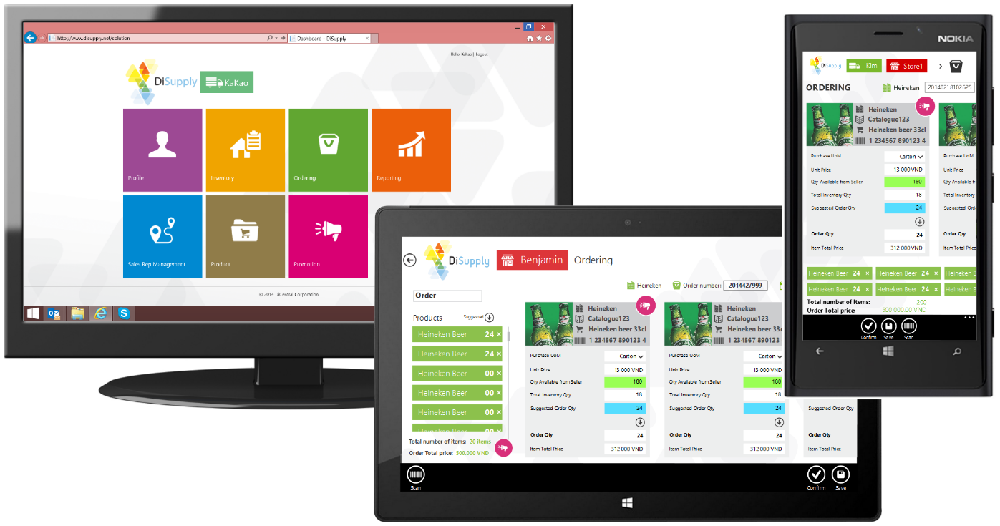 http://www.disupply.net/solution
Dashboard - DiSupply
Hello, KaKao | Logout
DiSupply
KaKao
Profile
Inventory
Ordering
Reporting
Sales Rep Management
Product
Promotion
© 2014 DiCentral Corporation
DiSupply
Benjamin
Ordering
Heineken
Order number:
2014427999
Order
Products
Suggested
Heineken Beer 24 ×
Heineken Beer 24 ×
Heineken Beer 00 ×
Heineken Beer 00 ×
Heineken Beer 00 ×
Heineken Beer 00 ×
Total number of items: 20 items
Order Total price: 500.000 VND
Heineken
Catalogue123
Heineken beer 33cl
1 234567 890123 4
Purchase UoM Carton
Unit Price 13 000 VND
Qty Available from Seller 180
Total Inventory Qty 18
Suggested Order Qty 24
Order Qty 24
Item Total Price 312 000 VND
Heineken
Catalogue123
Heineken beer 33c
1 234567 890123 4
Purchase UoM Carton
Unit Price 13 000 VND
Qty Available from Seller 180
Total Inventory Qty 18
Suggested Order Qty 24
Order Qty 24
Item Total Price 312 000 VND
Suggested Order Qty
Order Qty
Item Total Price
Scan
Confirm
Save
NOKIA
DiSupply
Kim
Store1
ORDERING
Heineken
20140218102625
Heineken
Catalogue123
Heineken beer 33cl
1 234567 890123 4
Purchase UoM Carton
Unit Price 13 000 VND
Qty Available from Seller 180
Total Inventory Qty 18
Suggested Order Qty 24
Order Qty 24
Item Total Price 312 000 VND
Purchase UoM
Unit Price
Qty Available fr
Total Inventory
Suggested Orde
Order Qty
Item Total Price
Heineken Beer 24 ×
Heineken Beer 24 ×
Heineken B
Heineken Beer 24 ×
Heineken Beer 24 ×
Heineken B
Total number of items: 200
Order Total price: 500 000.00 VND
Confirm
Save
Scan